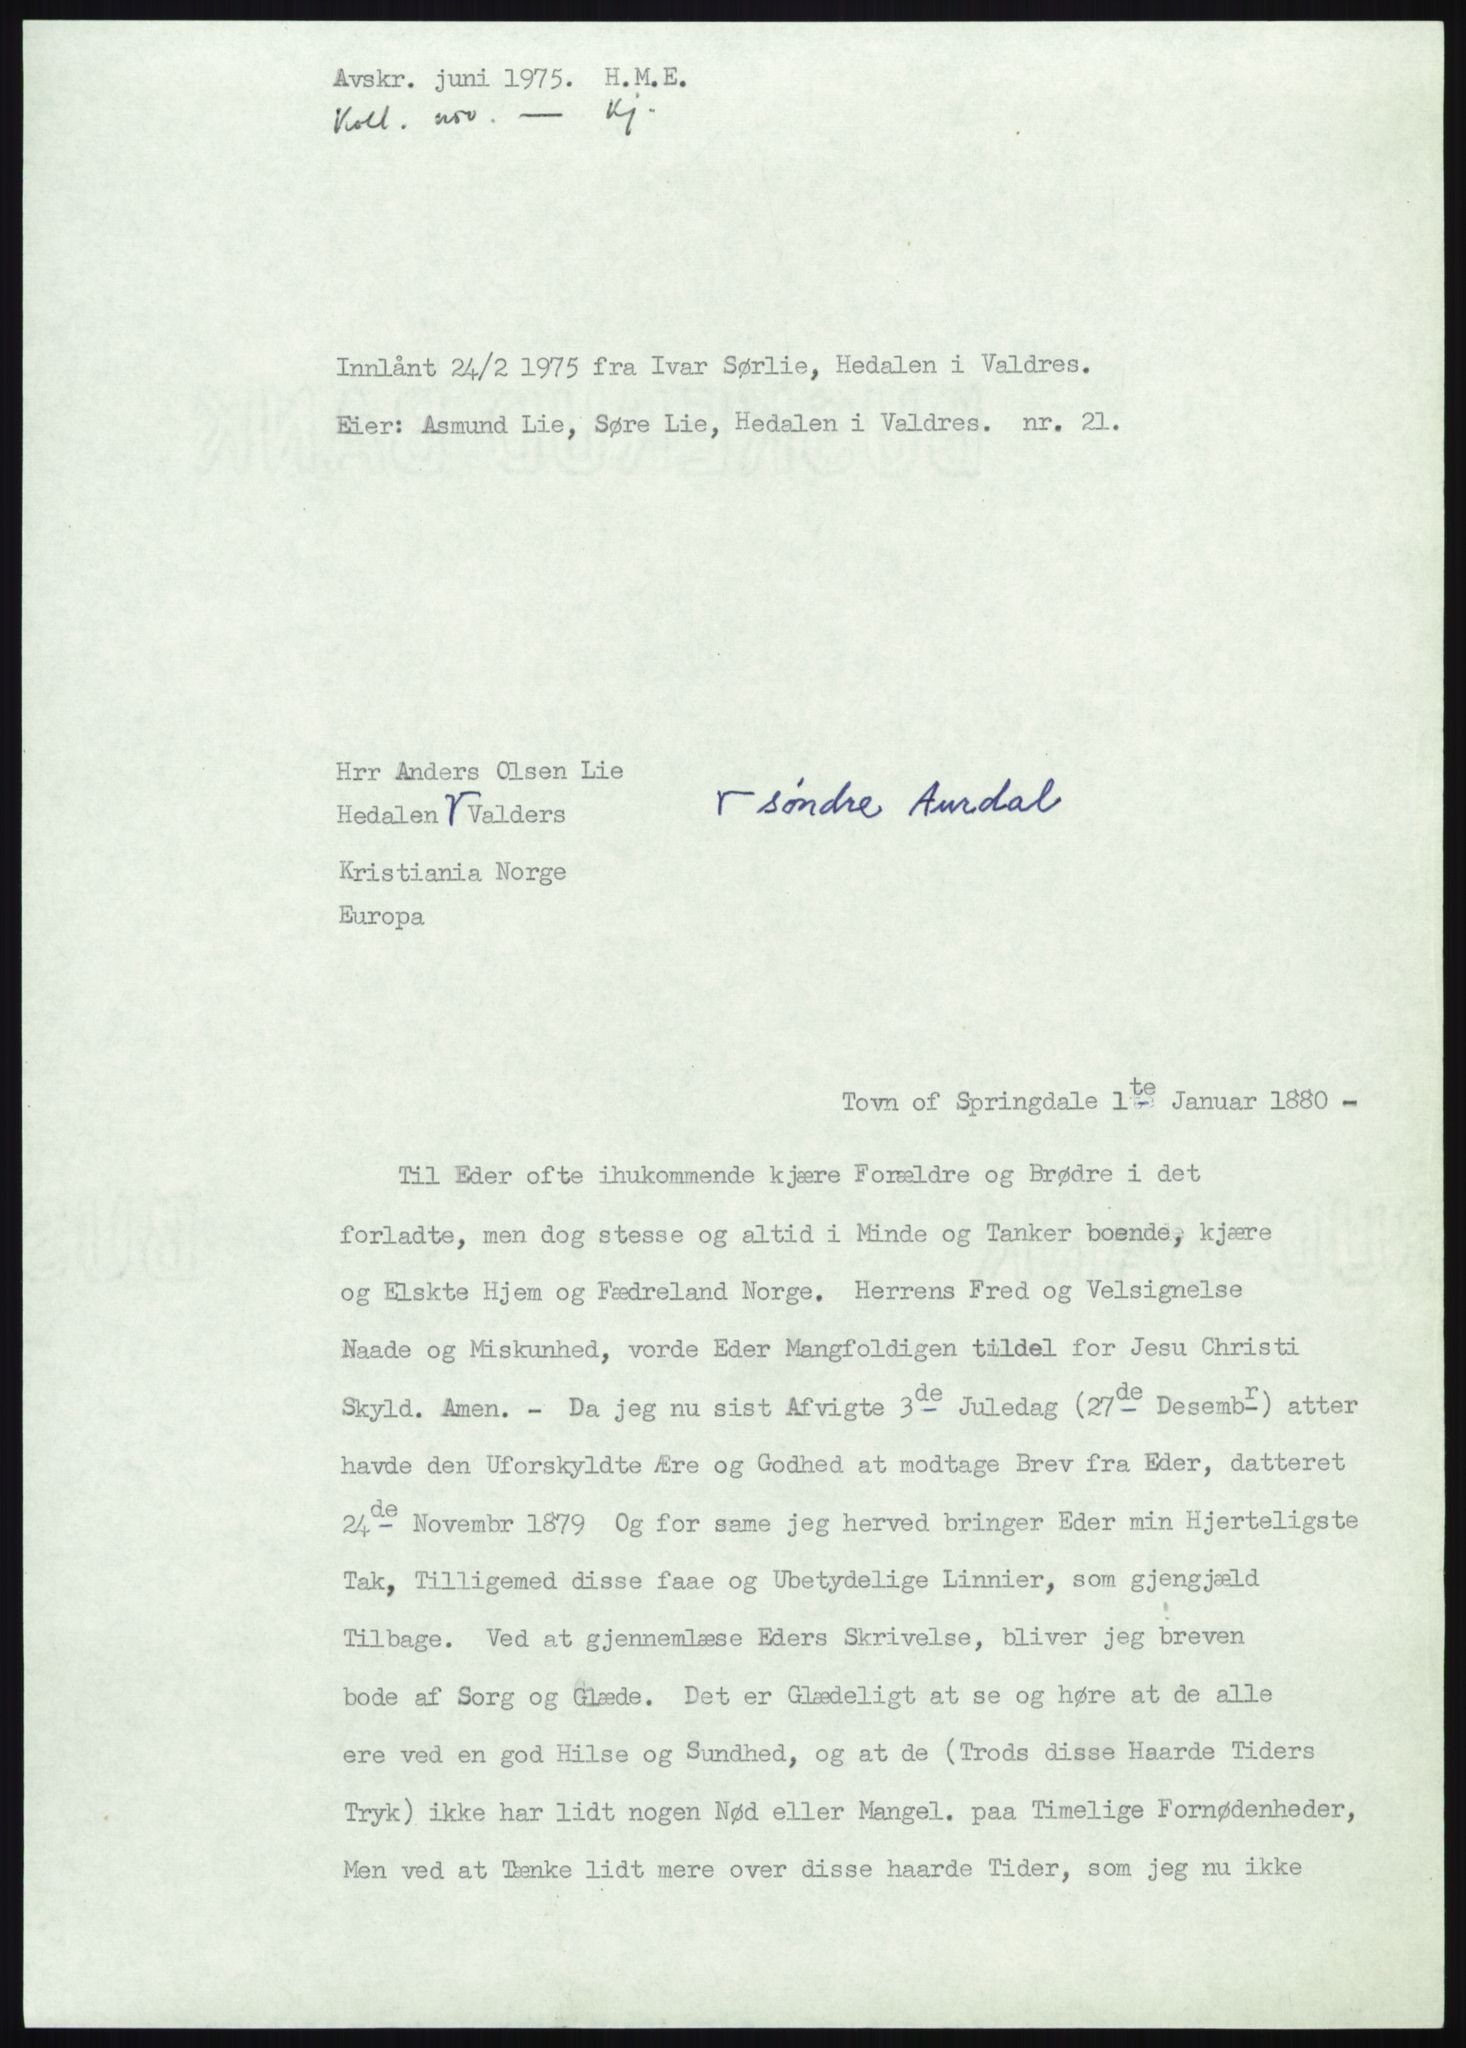 Avskr. juni 1975. H.M.E.
Koll. nov. — Kj.
Innlånt 24/2 1975 fra Ivar Sørlie, Hedalen i Valdres.
Eier: Asmund Lie, Søre Lie, Hedalen i Valdres. nr. 21.
Hrr Anders Olsen Lie
Hedalen Γ Valders Γ søndre Aurdal
Kristiania Norge
Europa
Tovn of Springdale 1te Januar 1880 -
Til Eder ofte ihukommende kjære Forældre og Brødre i det
forladte, men dog stesse og altid i Minde og Tanker boende, kjære
og Elskte Hjem og Fædreland Norge. Herrens Fred og Velsignelse
Naade og Miskunhed, vorde Eder Mangfoldigen tildel for Jesu Christi
Skyld. Amen. - Da jeg nu sist Afvigte 3de Juledag (27de Desembr) atter
havde den Uforskyldte Ære og Godhed at modtage Brev fra Eder, datteret
24de Novembr 1879 Og for same jeg herved bringer Eder min Hjerteligste
Tak, Tilligemed disse faae og Ubetydelige Linnier, som gjengjæld
Tilbage. Ved at gjennemlæse Eders Skrivelse, bliver jeg breven
bode af Sorg og Glæde. Det er Glædeligt at se og høre at de alle
ere ved en god Hilse og Sundhed, og at de (Trods disse Haarde Tiders
Tryk) ikke har lidt nogen Nød eller Mangel. paa Timelige Fornødenheder,
Men ved at Tænke lidt mere over disse haarde Tider, som jeg nu ikke